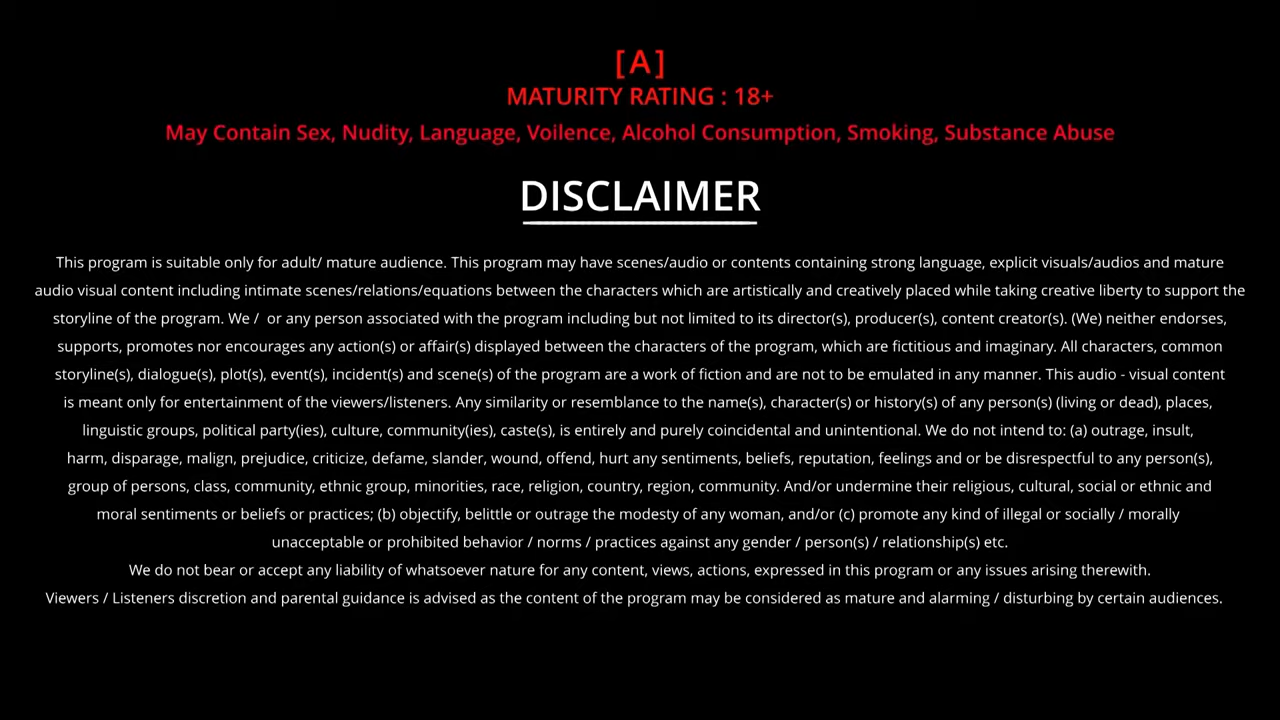 [A]
MATURITY RATING : 18+
May Contain Sex, Nudity, Language, Voilence, Alcohol Consumption, Smoking, Substance Abuse
DISCLAIMER
This program is suitable only for adult/ mature audience. This program may have scenes/audio or contents containing strong language, explicit visuals/audios and mature
audio visual content including intimate scenes/relations/equations between the characters which are artistically and creatively placed while taking creative liberty to support the
storyline of the program. We /  or any person associated with the program including but not limited to its director(s), producer(s), content creator(s). (We) neither endorses,
supports, promotes nor encourages any action(s) or affair(s) displayed between the characters of the program, which are fictitious and imaginary. All characters, common
storyline(s), dialogue(s), plot(s), event(s), incident(s) and scene(s) of the program are a work of fiction and are not to be emulated in any manner. This audio - visual content
is meant only for entertainment of the viewers/listeners. Any similarity or resemblance to the name(s), character(s) or history(s) of any person(s) (living or dead), places,
linguistic groups, political party(ies), culture, community(ies), caste(s), is entirely and purely coincidental and unintentional. We do not intend to: (a) outrage, insult,
harm, disparage, malign, prejudice, criticize, defame, slander, wound, offend, hurt any sentiments, beliefs, reputation, feelings and or be disrespectful to any person(s),
group of persons, class, community, ethnic group, minorities, race, religion, country, region, community. And/or undermine their religious, cultural, social or ethnic and
moral sentiments or beliefs or practices; (b) objectify, belittle or outrage the modesty of any woman, and/or (c) promote any kind of illegal or socially / morally
unacceptable or prohibited behavior / norms / practices against any gender / person(s) / relationship(s) etc.
We do not bear or accept any liability of whatsoever nature for any content, views, actions, expressed in this program or any issues arising therewith.
Viewers / Listeners discretion and parental guidance is advised as the content of the program may be considered as mature and alarming / disturbing by certain audiences.